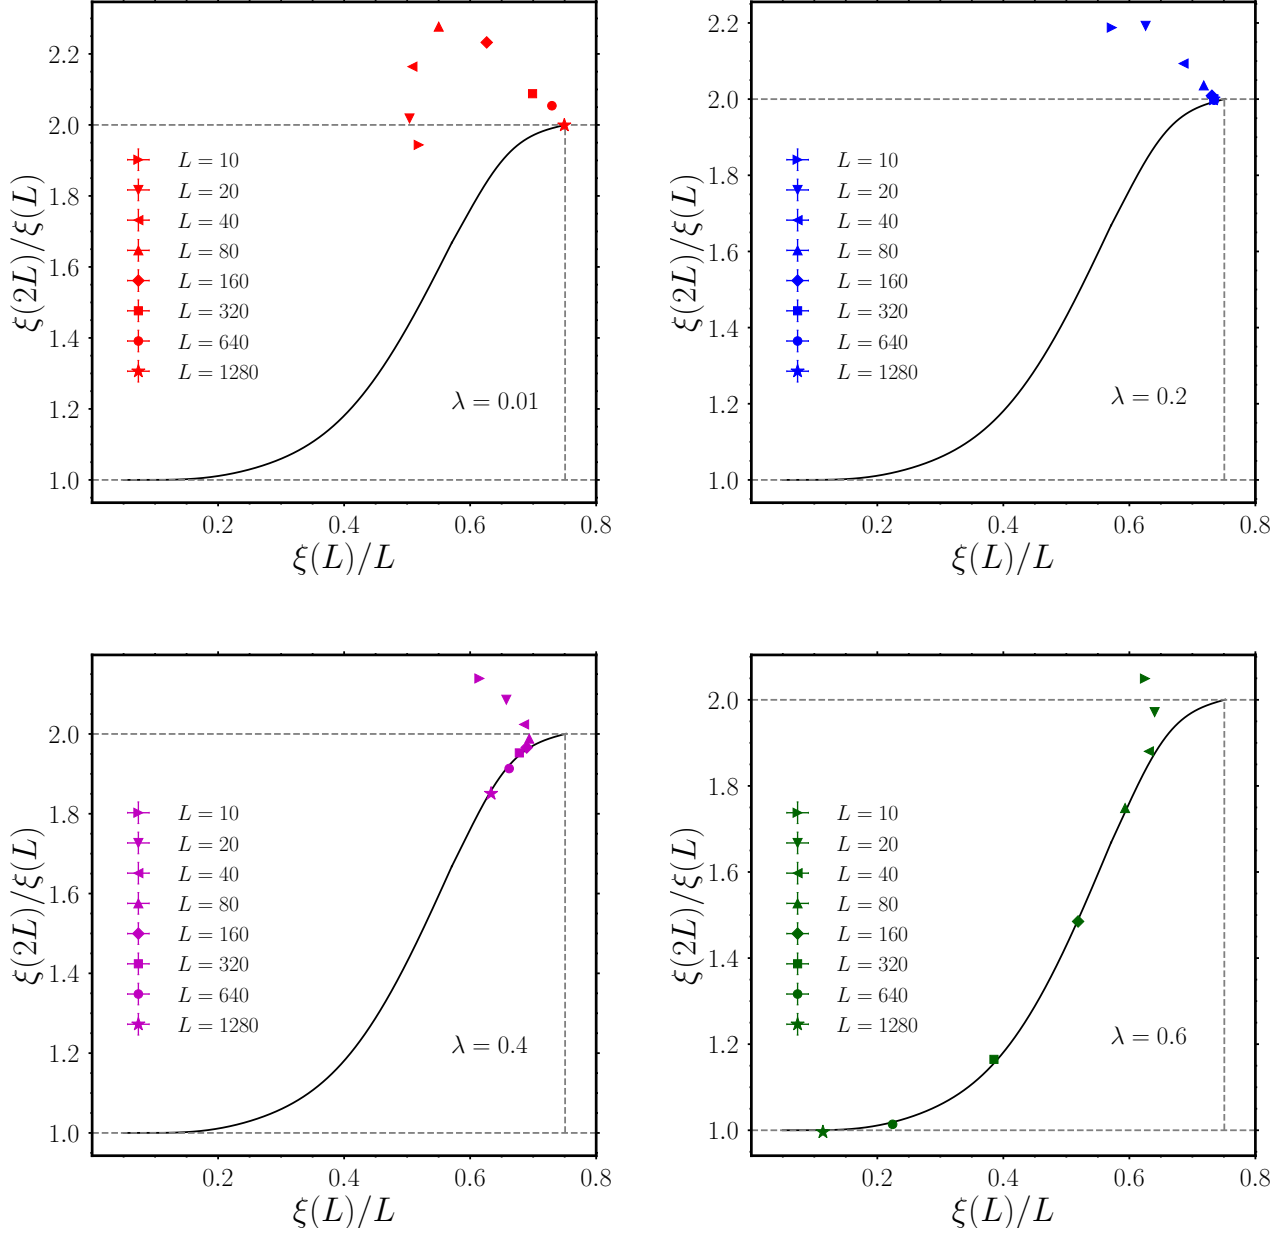 2.2
2.0
1.8
1.6
1.4
1.2
1.0
ξ(2L)/ξ(L)
L = 10
L = 20
L = 40
L = 80
L = 160
L = 320
L = 640
L = 1280
λ = 0.01
0.2 0.4 0.6 0.8
ξ(L)/L
2.2
2.0
1.8
1.6
1.4
1.2
1.0
ξ(2L)/ξ(L)
L = 10
L = 20
L = 40
L = 80
L = 160
L = 320
L = 640
L = 1280
λ = 0.2
0.2 0.4 0.6 0.8
ξ(L)/L
2.0
1.8
1.6
1.4
1.2
1.0
ξ(2L)/ξ(L)
L = 10
L = 20
L = 40
L = 80
L = 160
L = 320
L = 640
L = 1280
λ = 0.4
0.2 0.4 0.6 0.8
ξ(L)/L
2.0
1.8
1.6
1.4
1.2
1.0
ξ(2L)/ξ(L)
L = 10
L = 20
L = 40
L = 80
L = 160
L = 320
L = 640
L = 1280
λ = 0.6
0.2 0.4 0.6 0.8
ξ(L)/L